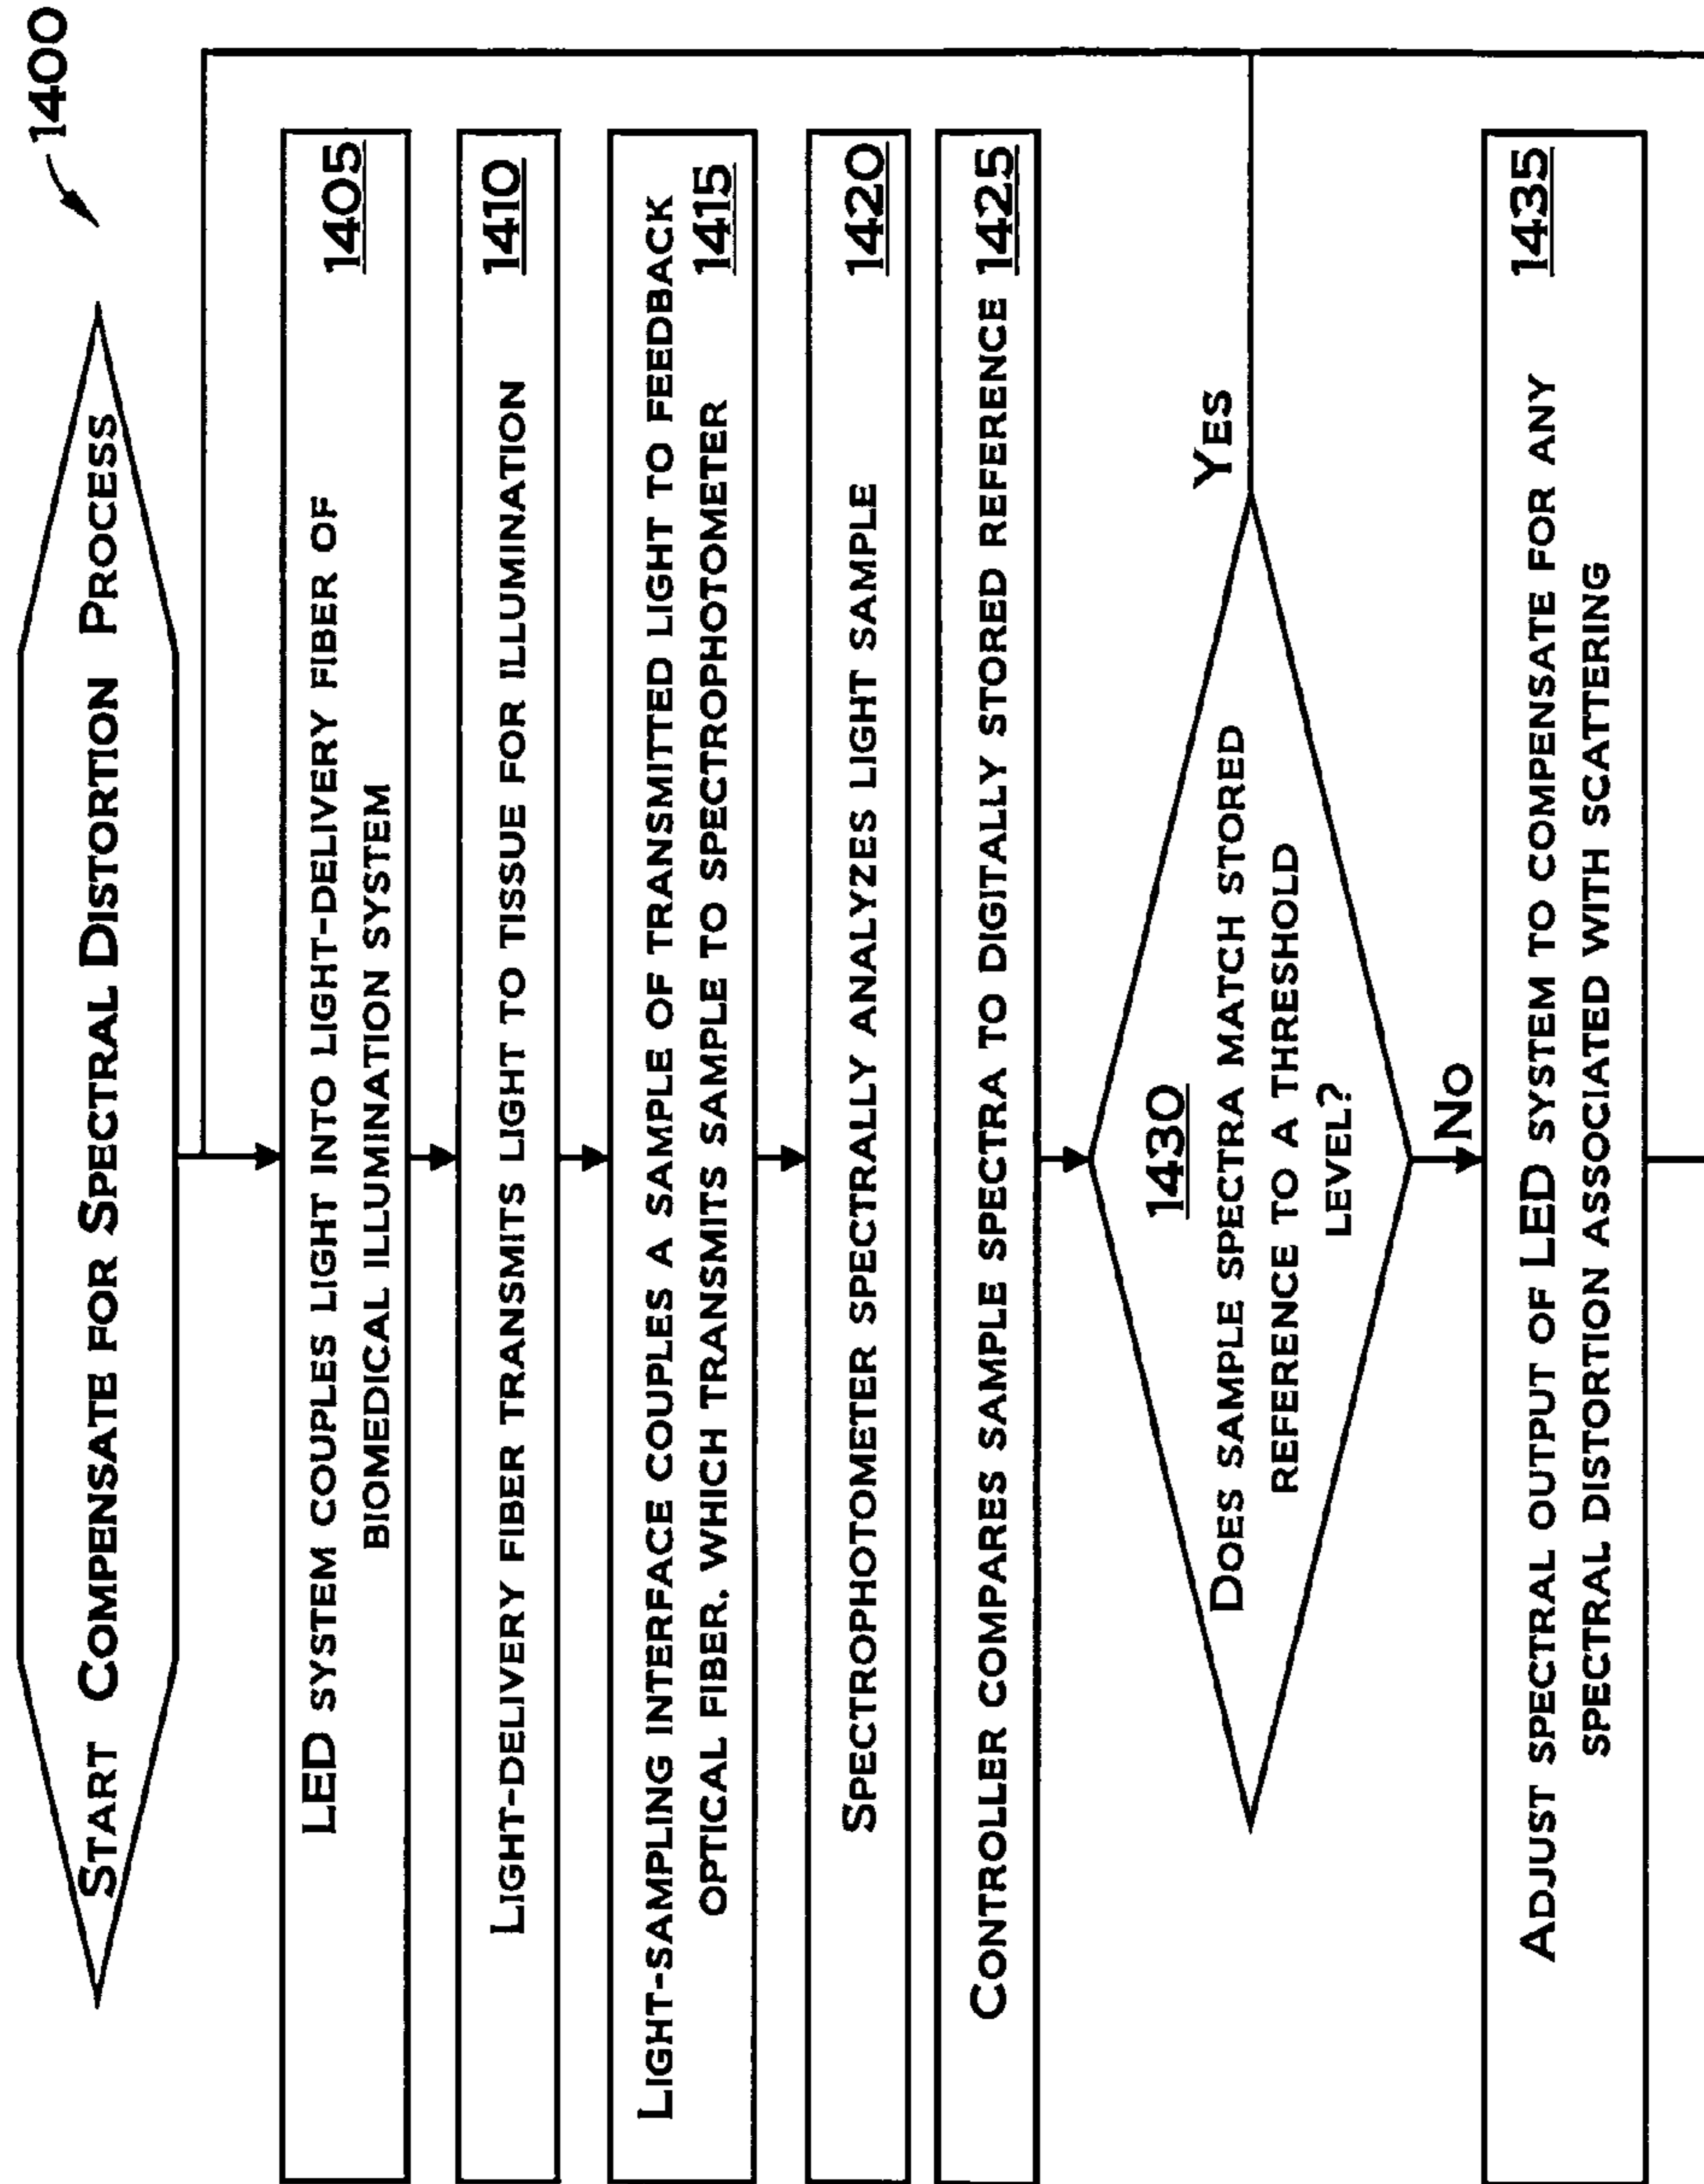 1400
START COMPENSATE FOR SPECTRAL DISTORTION PROCESS
LED SYSTEM COUPLES LIGHT INTO LIGHT-DELIVERY FIBER OF
BIOMEDICAL ILLUMINATION SYSTEM
1405
LIGHT-DELIVERY FIBER TRANSMITS LIGHT TO TISSUE FOR ILLUMINATION 1410
LIGHT-SAMPLING INTERFACE COUPLES A SAMPLE OF TRANSMITTED LIGHT TO FEEDBACK
OPTICAL FIBER, WHICH TRANSMITS SAMPLE TO SPECTROPHOTOMETER 1415
SPECTROPHOTOMETER SPECTRALLY ANALYZES LIGHT SAMPLE 1420
CONTROLLER COMPARES SAMPLE SPECTRA TO DIGITALLY STORED REFERENCE 1425
1430
DOES SAMPLE SPECTRA MATCH STORED
REFERENCE TO A THRESHOLD
LEVEL?
YES
NO
ADJUST SPECTRAL OUTPUT OF LED SYSTEM TO COMPENSATE FOR ANY 1435
SPECTRAL DISTORTION ASSOCIATED WITH SCATTERING